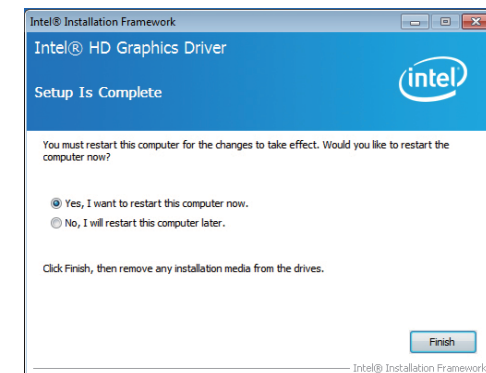 Intel® Installation Framework
Intel® HD Graphics Driver
Setup Is Complete
intel
You must restart this computer for the changes to take effect. Would you like to restart the
computer now?
Yes, I want to restart this computer now.
No, I will restart this computer later.
Click Finish, then remove any installation media from the drives.
Finish
Intel® Installation Framework